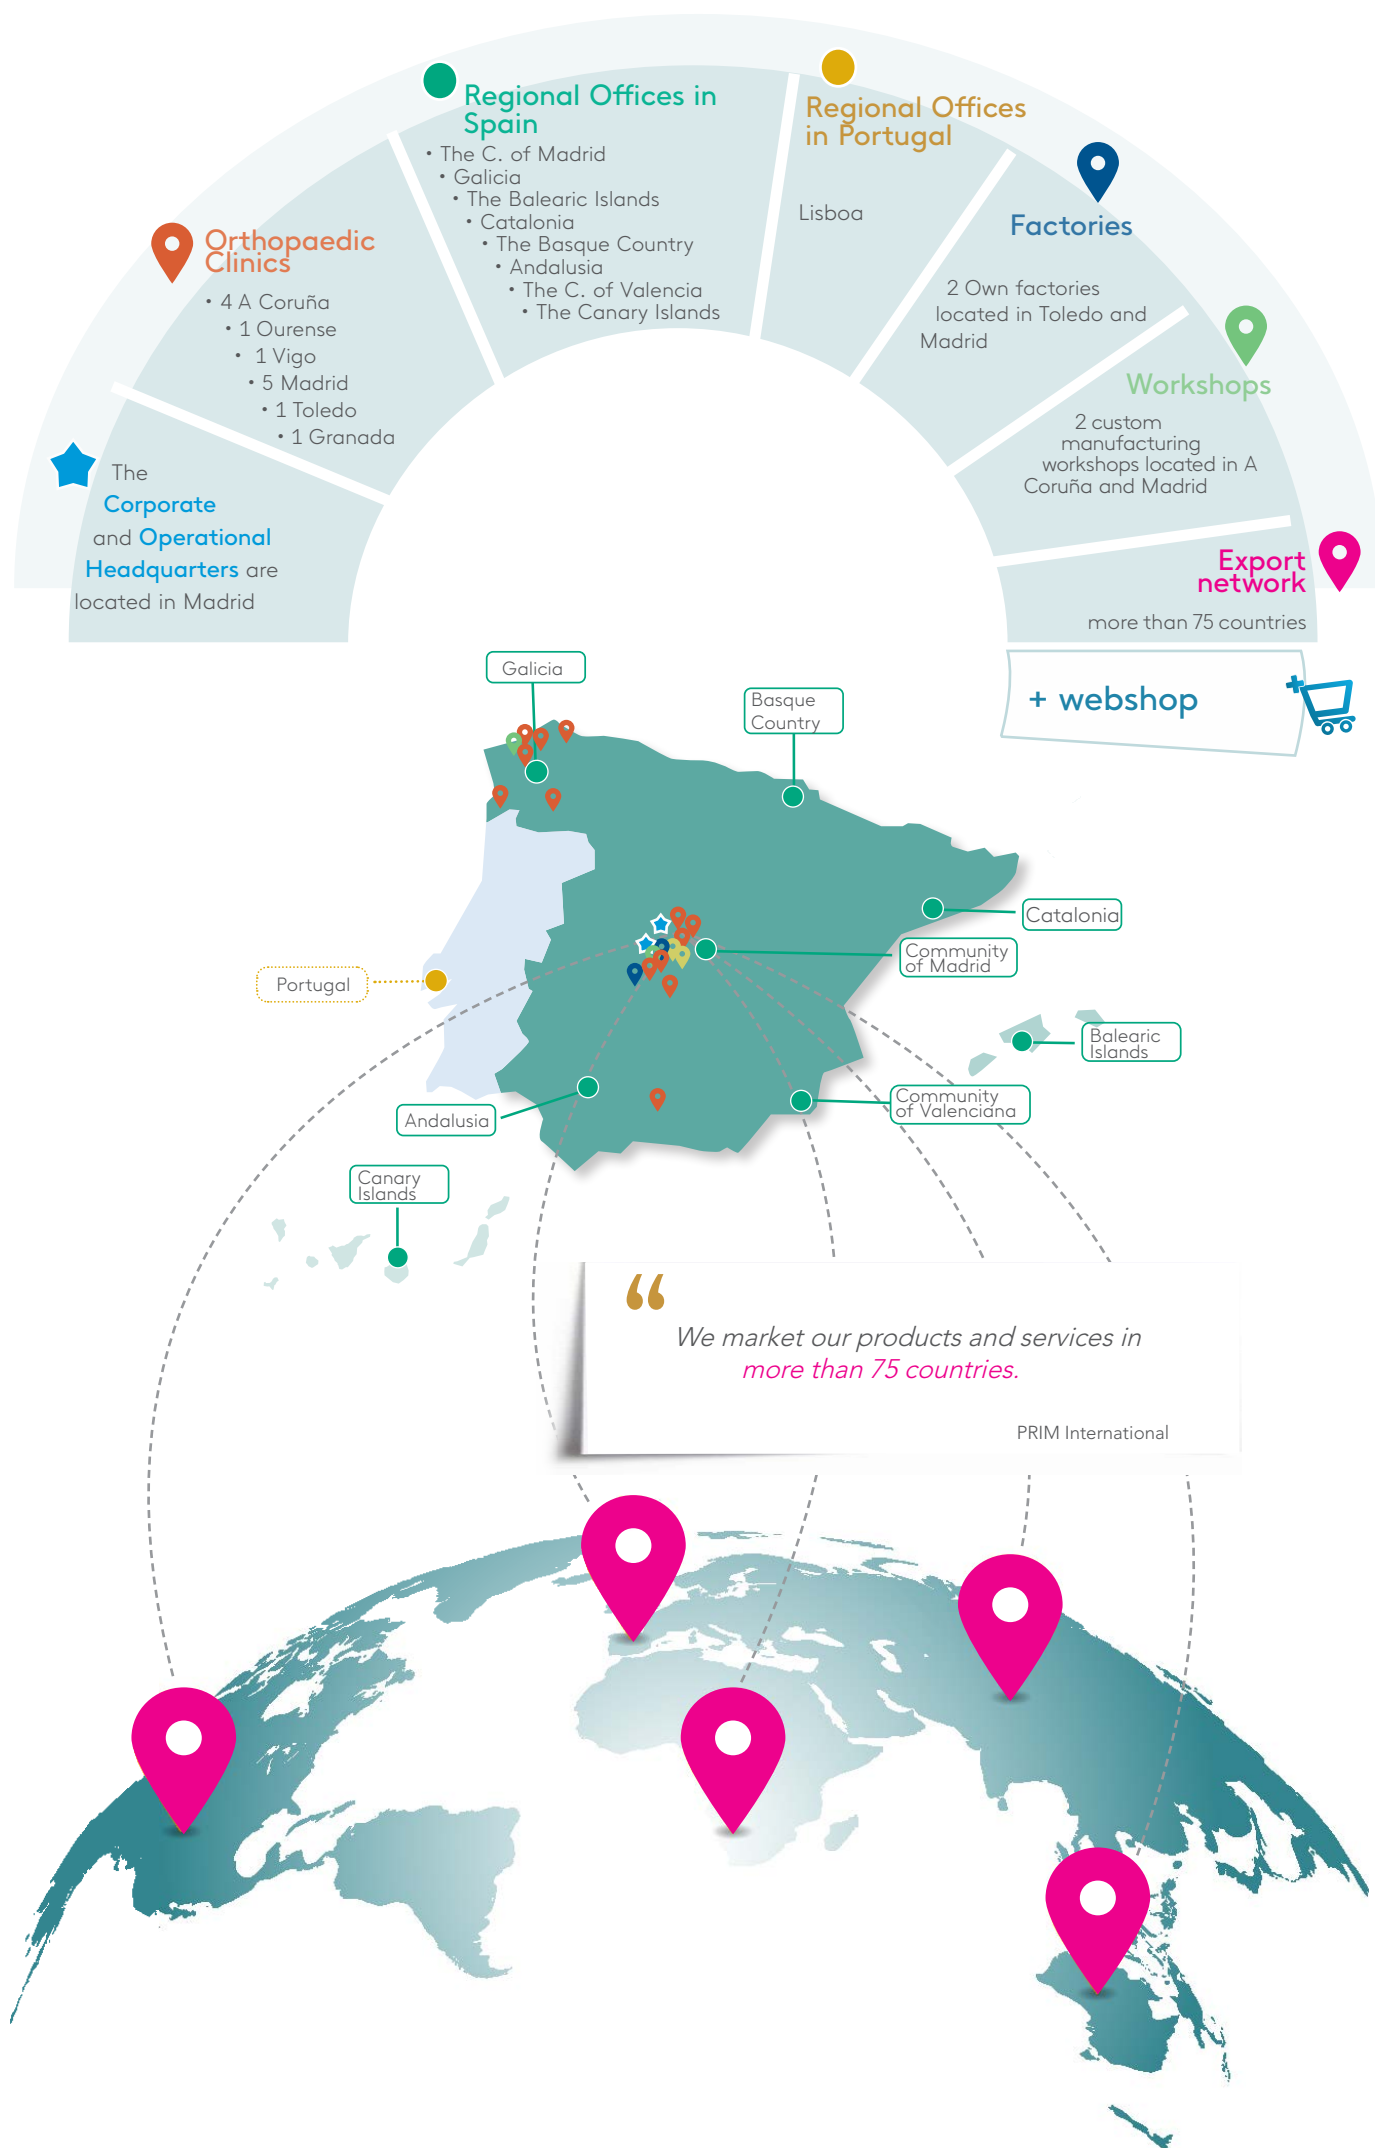 Regional Offices in
Spain
• The C. of Madrid
• Galicia
• The Balearic Islands
• Catalonia
• The Basque Country
• Andalusia
• The C. of Valencia
• The Canary Islands
Regional Offices
in Portugal
Lisboa
Factories
2 Own factories
located in Toledo and
Madrid
Orthopaedic
Clinics
• 4 A Coruña
• 1 Ourense
• 1 Vigo
• 5 Madrid
• 1 Toledo
• 1 Granada
Workshops
2 custom
manufacturing
workshops located in A
Coruña and Madrid
The
Corporate
and Operational
Headquarters are
located in Madrid
Export
network
more than 75 countries
+ webshop
Galicia
Basque
Country
Catalonia
Community
of Madrid
Portugal
Balearic
Islands
Community
of Valenciana
Andalusia
Canary
Islands
“
We market our products and services in
more than 75 countries.
PRIM International